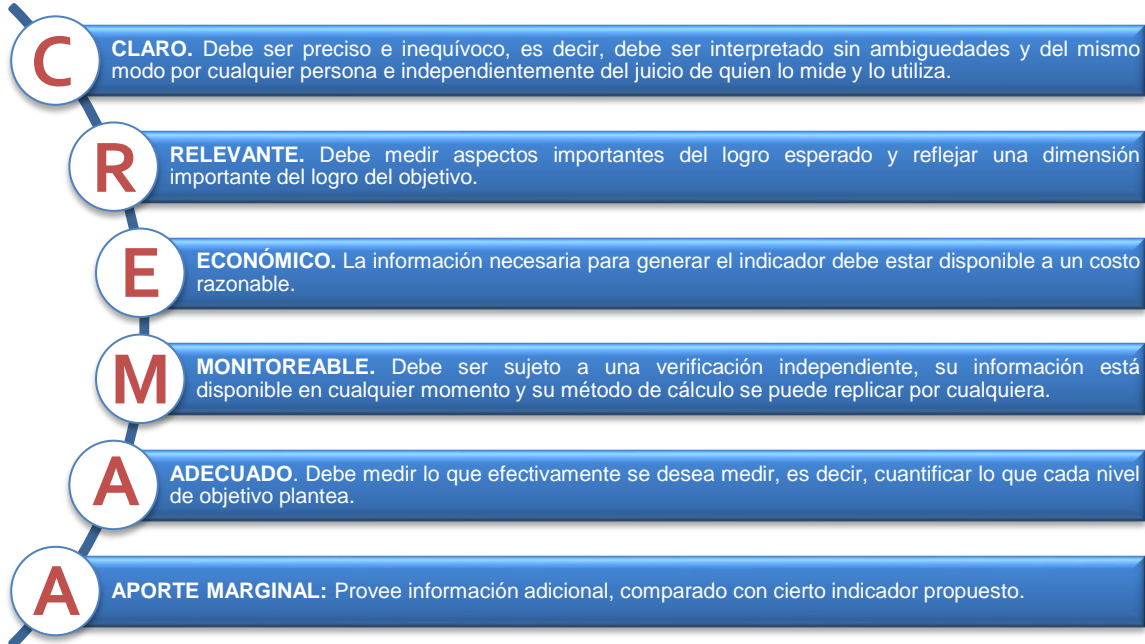 C
CLARO. Debe ser preciso e inequívoco, es decir, debe ser interpretado sin ambiguedades y del mismo
modo por cualquier persona e independientemente del juicio de quien lo mide y lo utiliza.
R
RELEVANTE. Debe medir aspectos importantes del logro esperado y reflejar una dimensión
importante del logro del objetivo.
E
ECONÓMICO. La información necesaria para generar el indicador debe estar disponible a un costo
razonable.
M
MONITOREABLE. Debe ser sujeto a una verificación independiente, su información está
disponible en cualquier momento y su método de cálculo se puede replicar por cualquiera.
A
ADECUADO. Debe medir lo que efectivamente se desea medir, es decir, cuantificar lo que cada nivel
de objetivo plantea.
A
APORTE MARGINAL: Provee información adicional, comparado con cierto indicador propuesto.